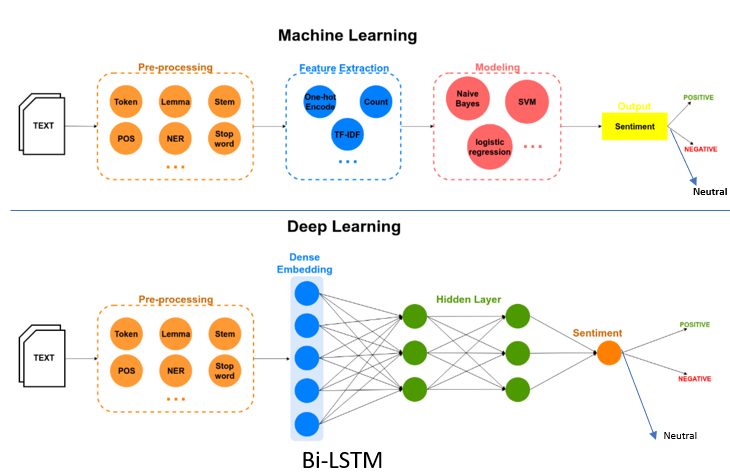 Machine Learning
Pre-processing
Feature Extraction
Modeling
TEXT
Token
Lemma
Stem
POS
NER
Stop
word
...
One-hot
Encode
Count
TF-IDF
...
Naive
Bayes
SVM
logistic
regression
...
Output
Sentiment
POSITIVE
NEGATIVE
Neutral
Deep Learning
Dense
Embedding
Pre-processing
Hidden Layer
TEXT
Token
Lemma
Stem
POS
NER
Stop
word
...
Sentiment
POSITIVE
NEGATIVE
Neutral
Bi-LSTM